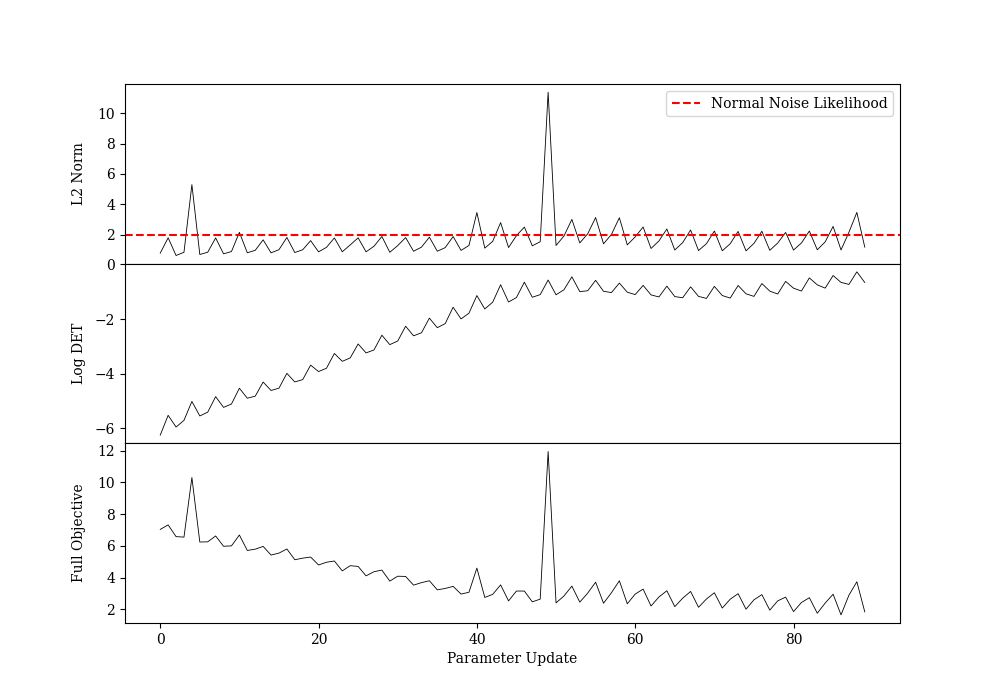 L2 Norm
10
8
6
4
2
0
Normal Noise Likelihood
Log DET
−2
−4
−6
Full Objective
12
10
8
6
4
2
0 20 40 60 80
Parameter Update